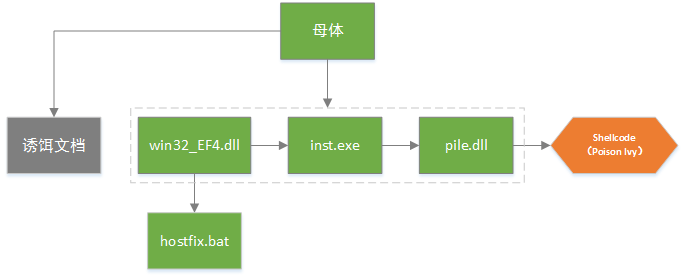 母体
诱饵文档
win32_EF4.dll
inst.exe
pile.dll
Shellcode
（Poison Ivy）
hostfix.bat